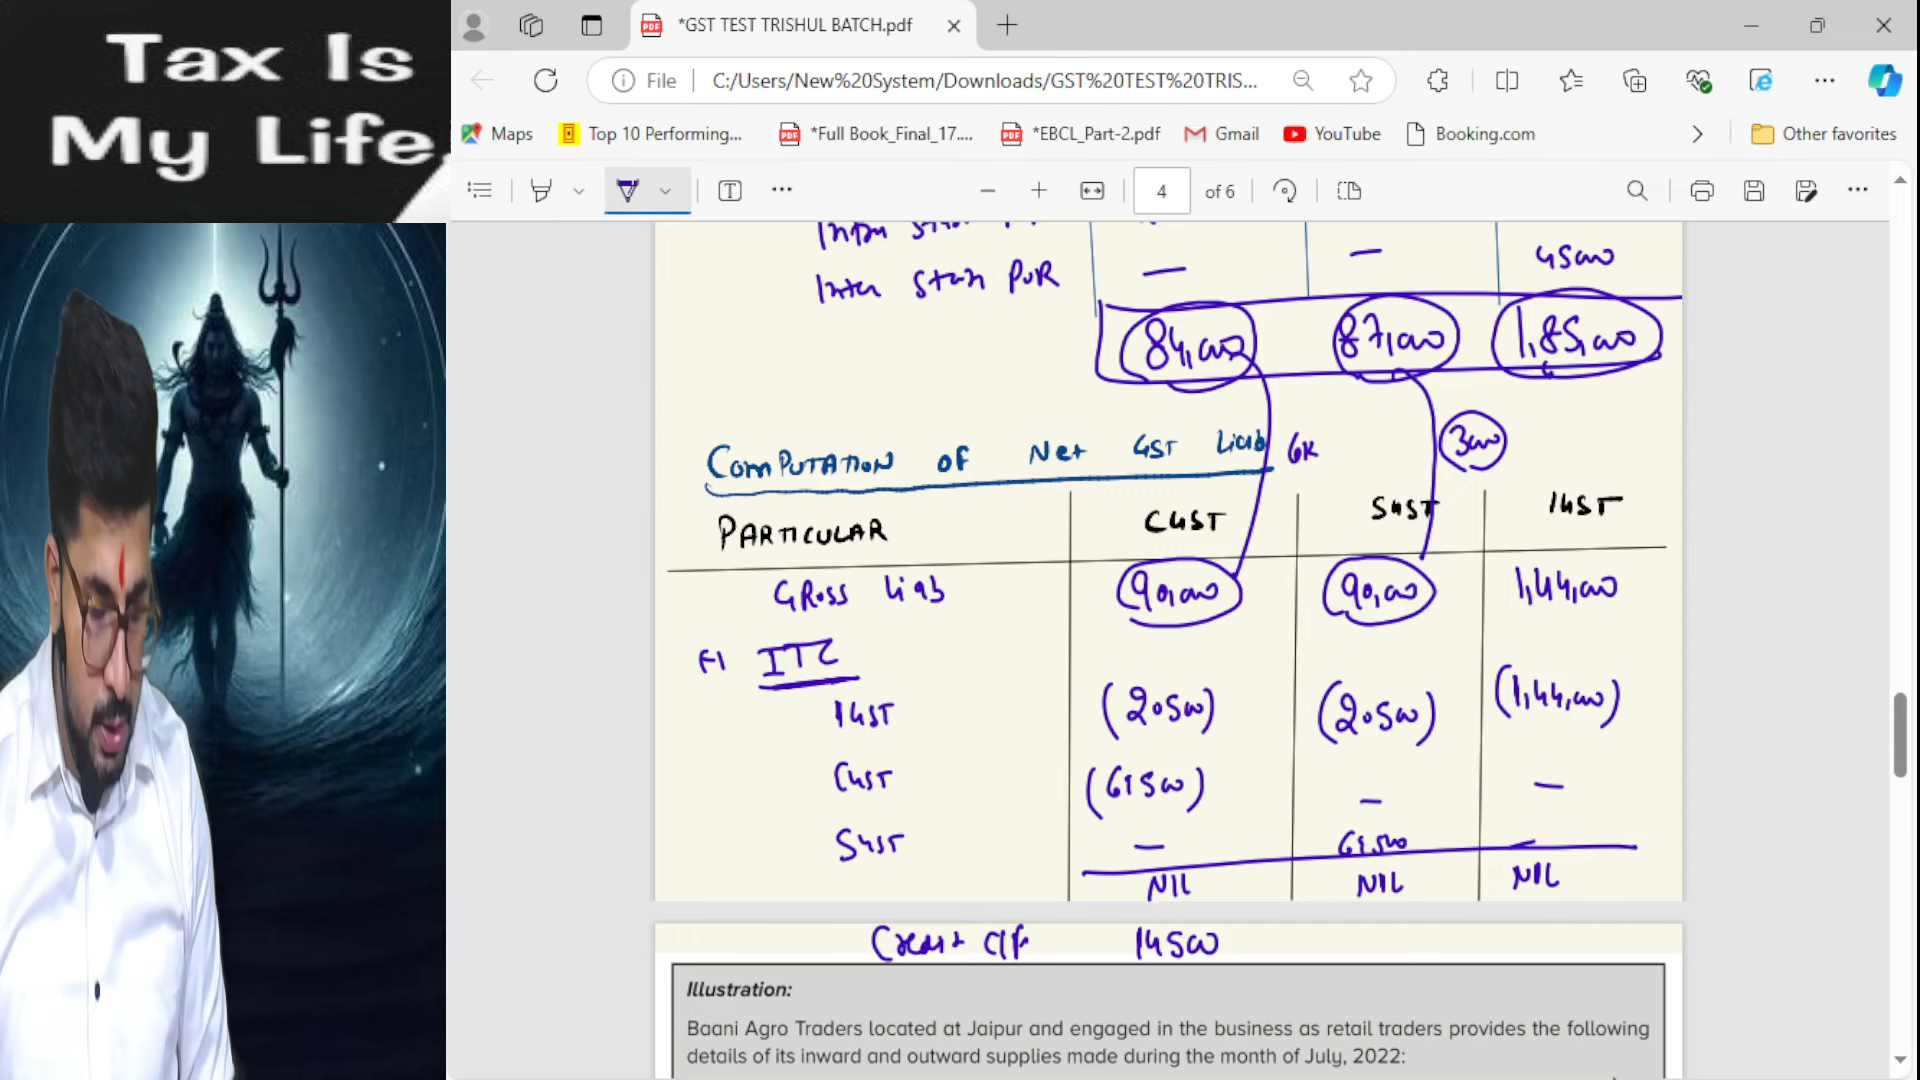 Tax Is
My Life.
*GST TEST TRISHUL BATCH.pdf
File C:/Users/New%20System/Downloads/GST%20TEST%20TRIS...
Maps Top 10 Performing... *Full Book_Final_17.... *EBCL_Part-2.pdf Gmail YouTube Booking.com Other favorites
4 of 6
Inter State PUR — — 45000
84,000 87,000 1,85,000
COMPUTATION OF Net GST Liab 6K 3000
PARTICULAR CGST SGST IGST
GROSS Liab 90,000 90,000 1,44,000
ITC
IGST (20500) (20500) (1,44,000)
CGST (69500) — —
SGST — 69500 —
NIL NIL NIL
Credit C/F 14500
Illustration:
Baani Agro Traders located at Jaipur and engaged in the business as retail traders provides the following
details of its inward and outward supplies made during the month of July, 2022: